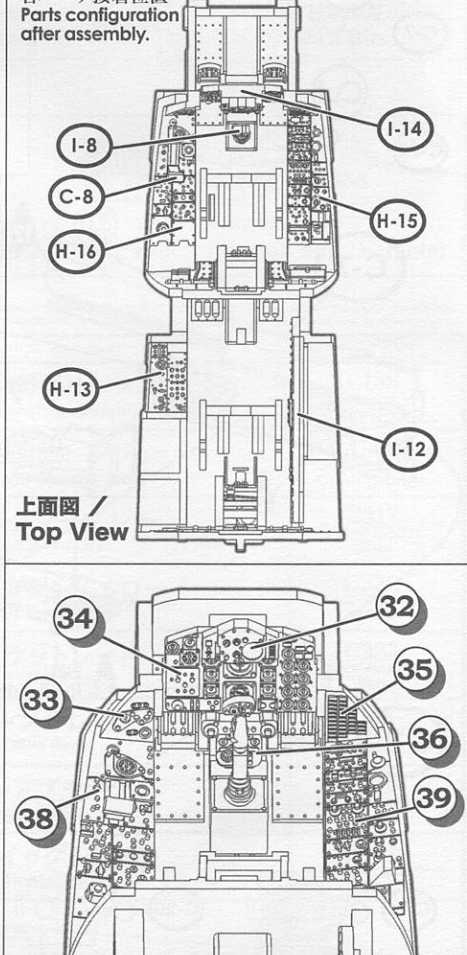 Parts configuration
after assembly.
I-8
I-14
C-8
H-15
H-16
H-13
I-12
上面図 /
Top View
34
32
33
35
36
38
39